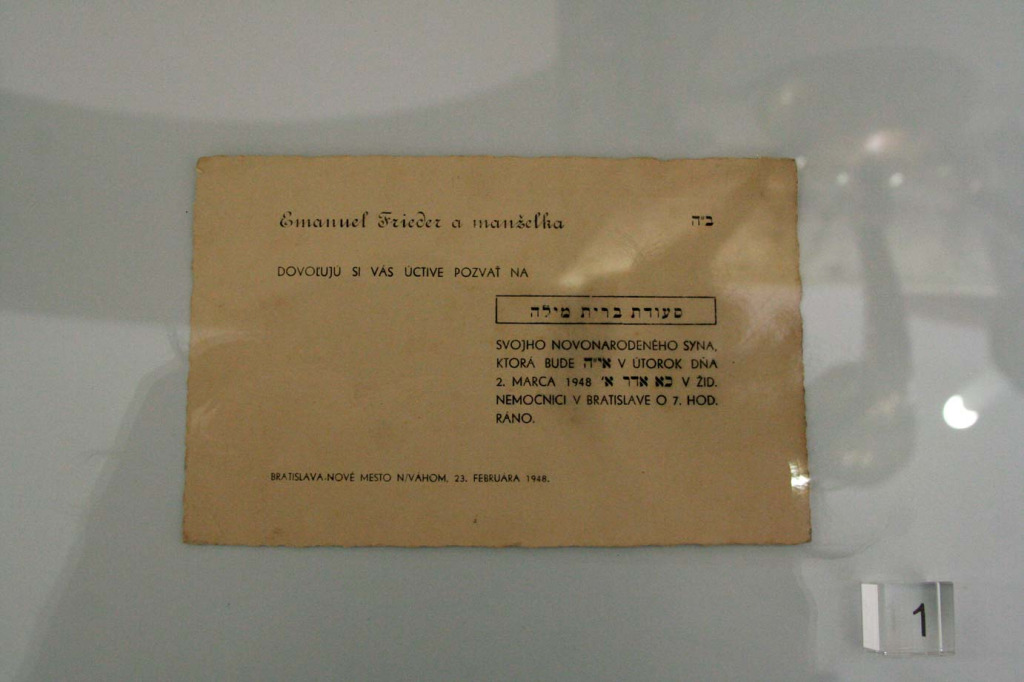 Emanuel Frieder a manželka ב״ה
DOVOĽUJÚ SI VÁS ÚCTIVE POZVAŤ NA
סעודת ברית מילה
SVOJHO NOVONARODENÉHO SYNA,
KTORÁ BUDE אי״ה V ÚTOROK DŇA
2. MARCA 1948 כא אדר א׳ V ŽID.
NEMOCNICI V BRATISLAVE O 7. HOD.
RÁNO.
BRATISLAVA-NOVÉ MESTO N/VÁHOM, 23. FEBRUÁRA 1948.
1